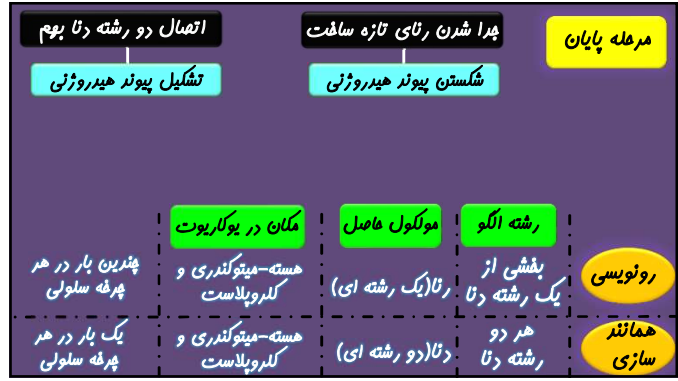 مرحله پایان
جدا شدن رنای تازه ساخت
اتصال دو رشته دنا بهم
شکستن پیوند هیدروژنی
تشکیل پیوند هیدروژنی
رشته الگو
مولکول حاصل
مکان در یوکاریوت
رونویسی
بخشی از
یک رشته دنا
رنا(یک رشته ای)
هسته-میتوکندری و
کلروپلاست
چندین بار در هر
چرخه سلولی
همانند
سازی
هر دو
رشته دنا
دنا(دو رشته ای)
هسته-میتوکندری و
کلروپلاست
یک بار در هر
چرخه سلولی